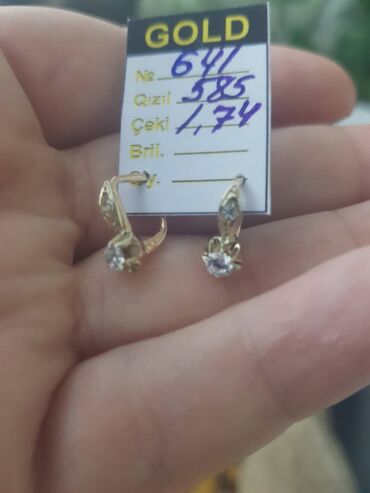 GOLD
№ 641
Qızıl 585
Çəki 1,74
Bril.